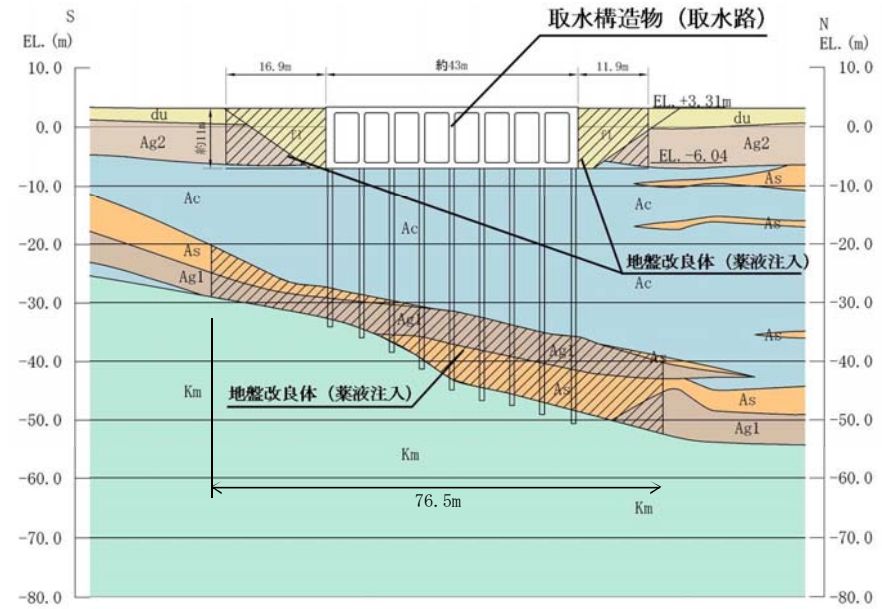 取水構造物（取水路）
S
N
EL. (m)
EL. (m)
16.9m
約43m
11.9m
10.0
10.0
EL. +3.31m
du
du
fl
fl
約11m
0.0
0.0
Ag2
Ag2
EL.-6.04
As
-10.0
-10.0
Ac
Ac
As
Ac
-20.0
-20.0
As
地盤改良体（薬液注入）
Ag1
Ac
-30.0
-30.0
Ag1
As
Ag1
As
-40.0
-40.0
Km
地盤改良体（薬液注入）
As
As
-50.0
-50.0
Ag1
Km
-60.0
-60.0
76.5m
Km
-70.0
-70.0
-80.0
-80.0